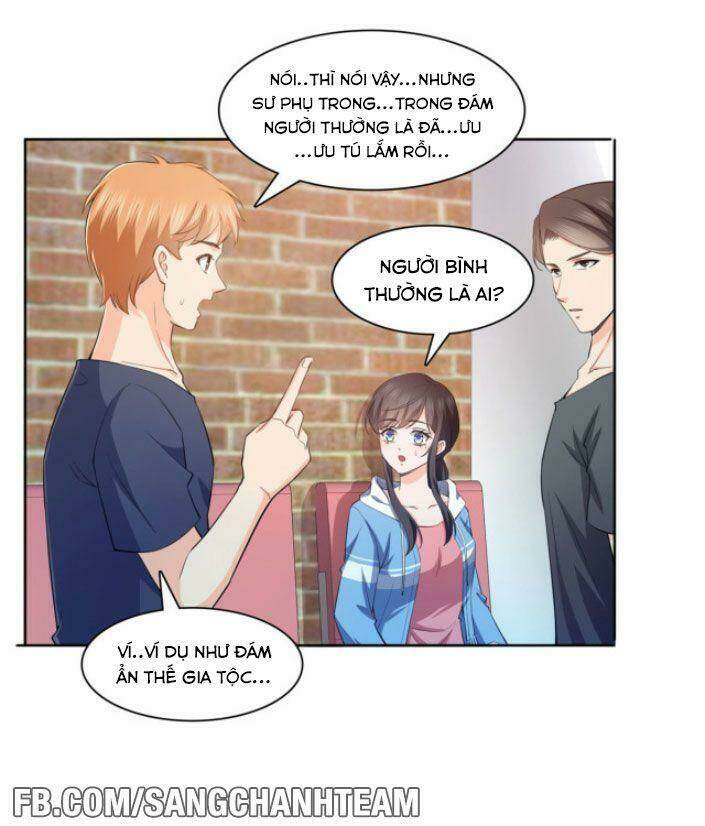 NÓI..THÌ NÓI VẬY...NHƯNG
SƯ PHỤ TRONG...TRONG ĐÁM
NGƯỜI THƯỜNG LÀ ĐÃ...ƯU
...ƯU TÚ LẮM RỒI...
NGƯỜI BÌNH
THƯỜNG LÀ AI?
VÍ..VÍ DỤ NHƯ ĐÁM
ẨN THẾ GIA TỘC...
FB.COM/SANGCHANHTEAM